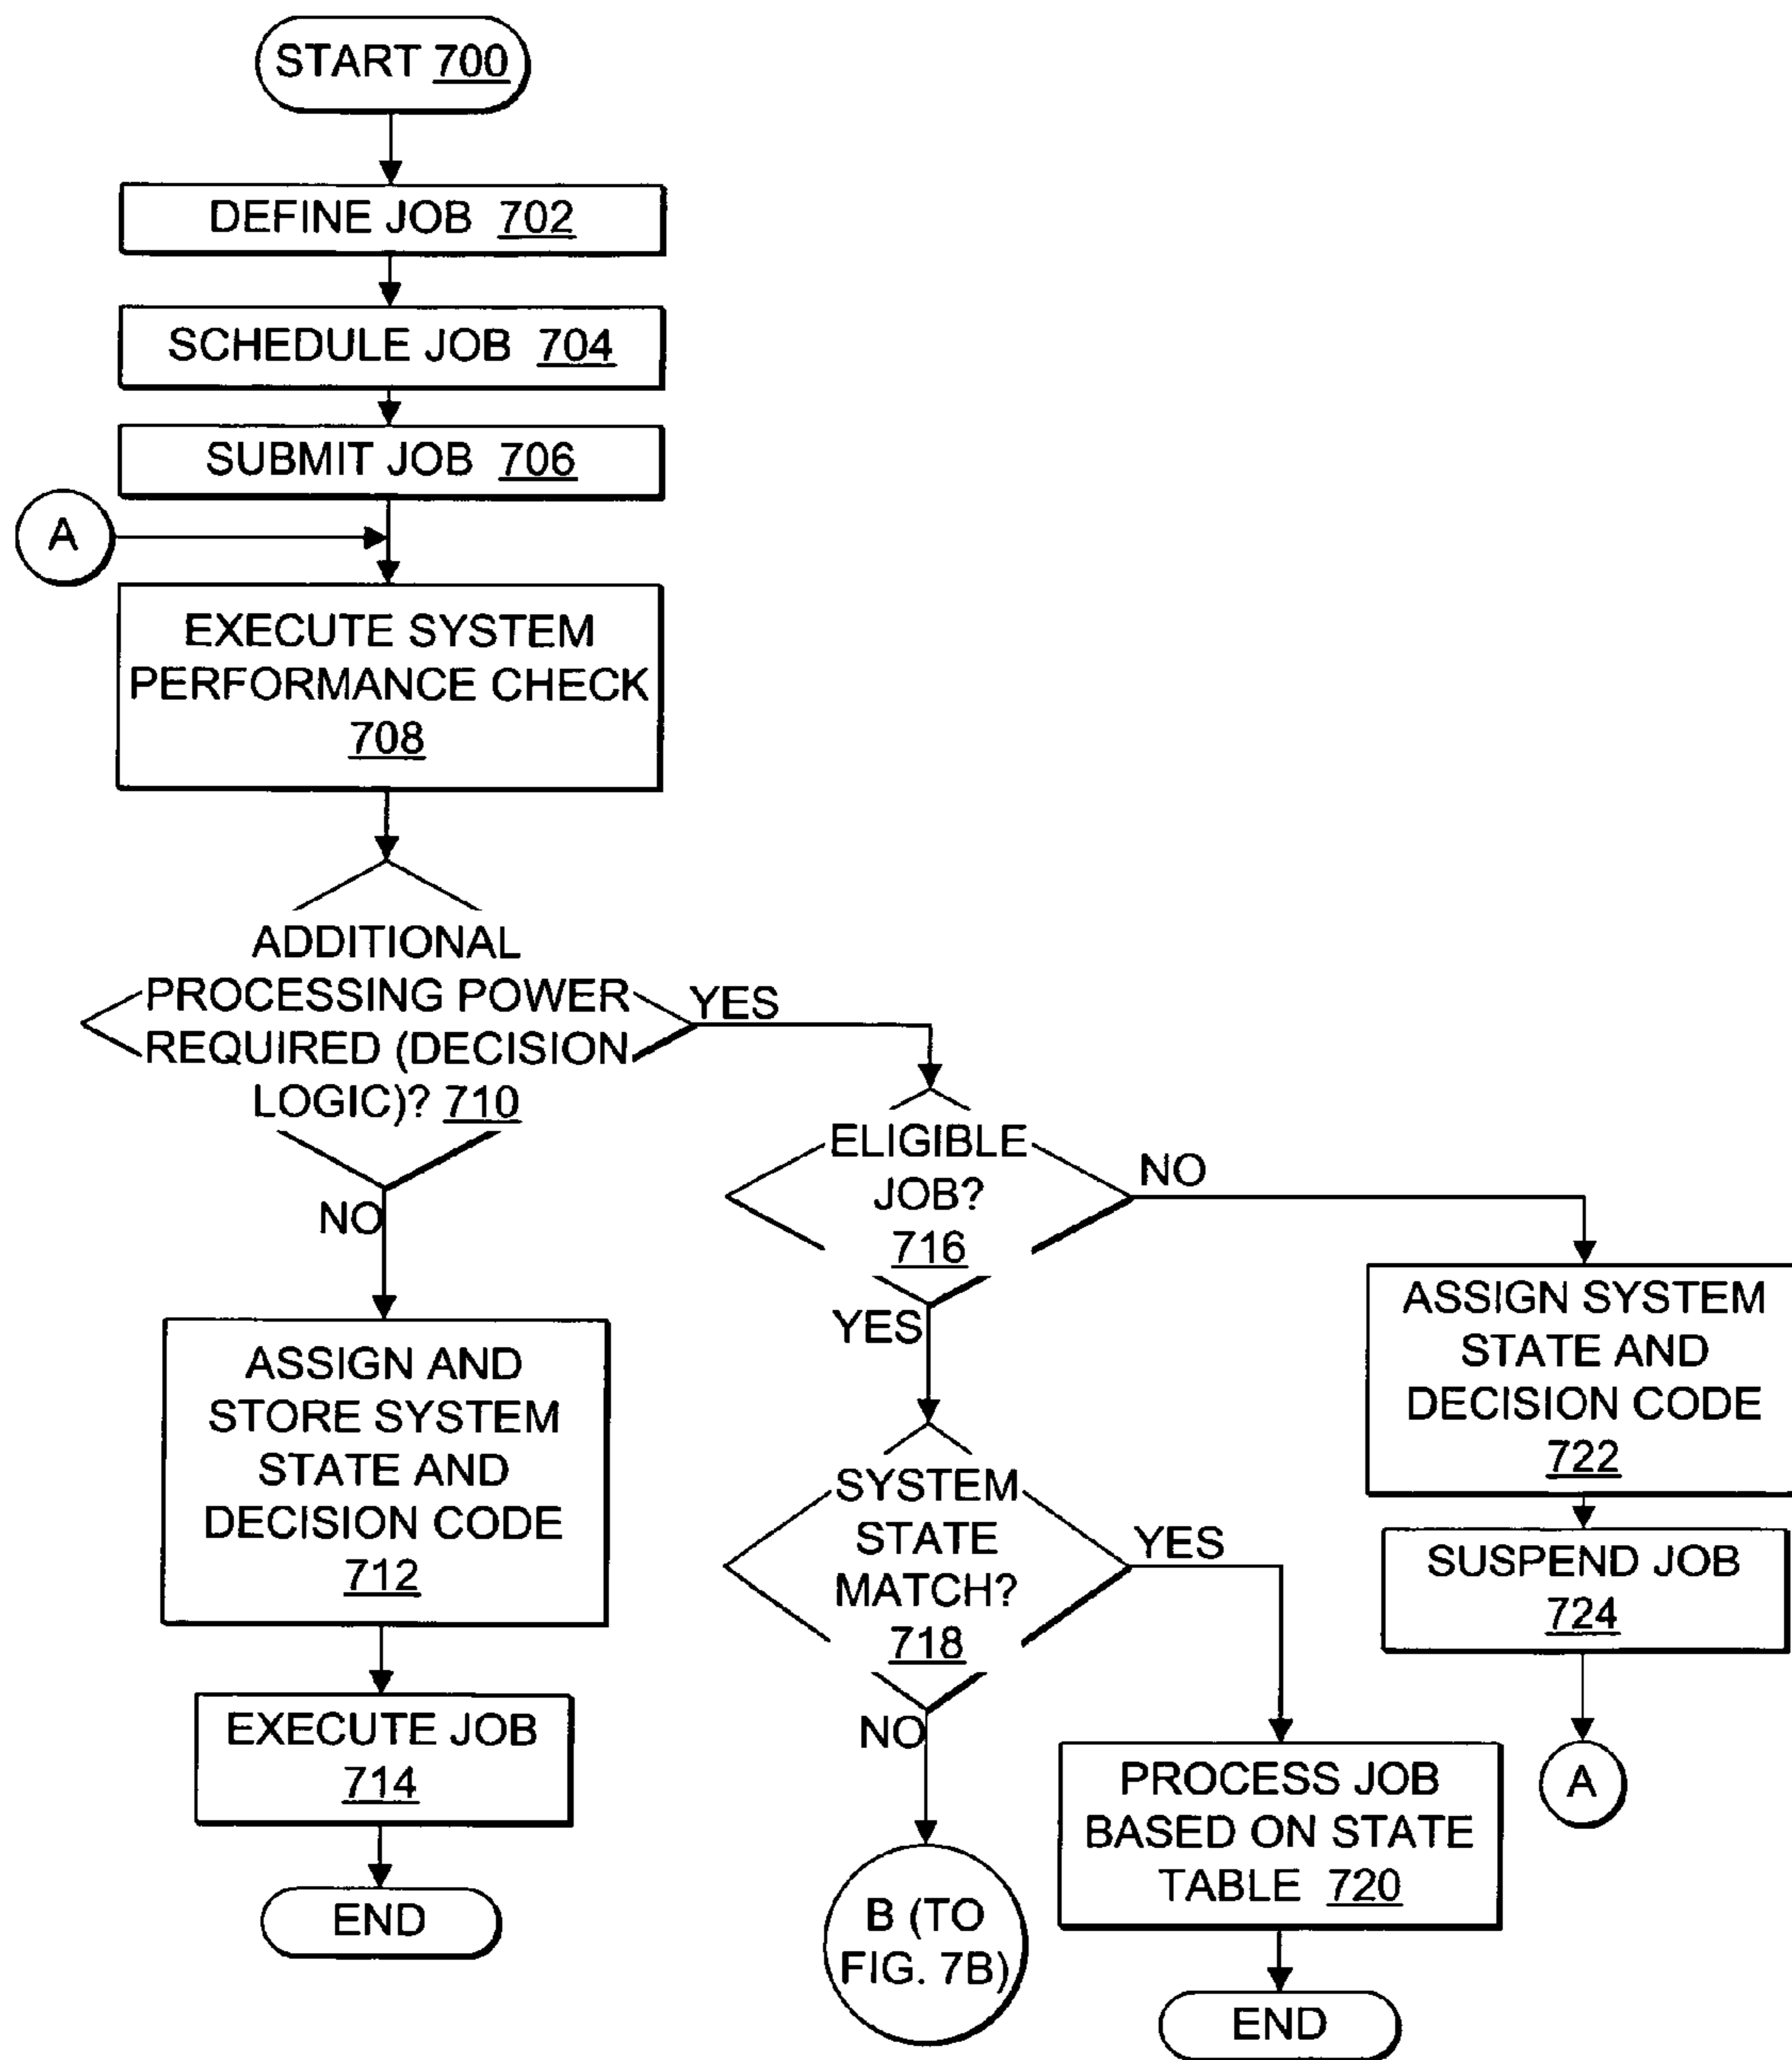 START 700
DEFINE JOB 702
SCHEDULE JOB 704
SUBMIT JOB 706
A
EXECUTE SYSTEM
PERFORMANCE CHECK
708
ADDITIONAL
PROCESSING POWER
REQUIRED (DECISION
LOGIC)? 710
YES
NO
ASSIGN AND
STORE SYSTEM
STATE AND
DECISION CODE
712
EXECUTE JOB
714
END
ELIGIBLE
JOB?
716
NO
YES
SYSTEM
STATE
MATCH?
718
YES
NO
B (TO
FIG. 7B)
PROCESS JOB
BASED ON STATE
TABLE 720
END
ASSIGN SYSTEM
STATE AND
DECISION CODE
722
SUSPEND JOB
724
A